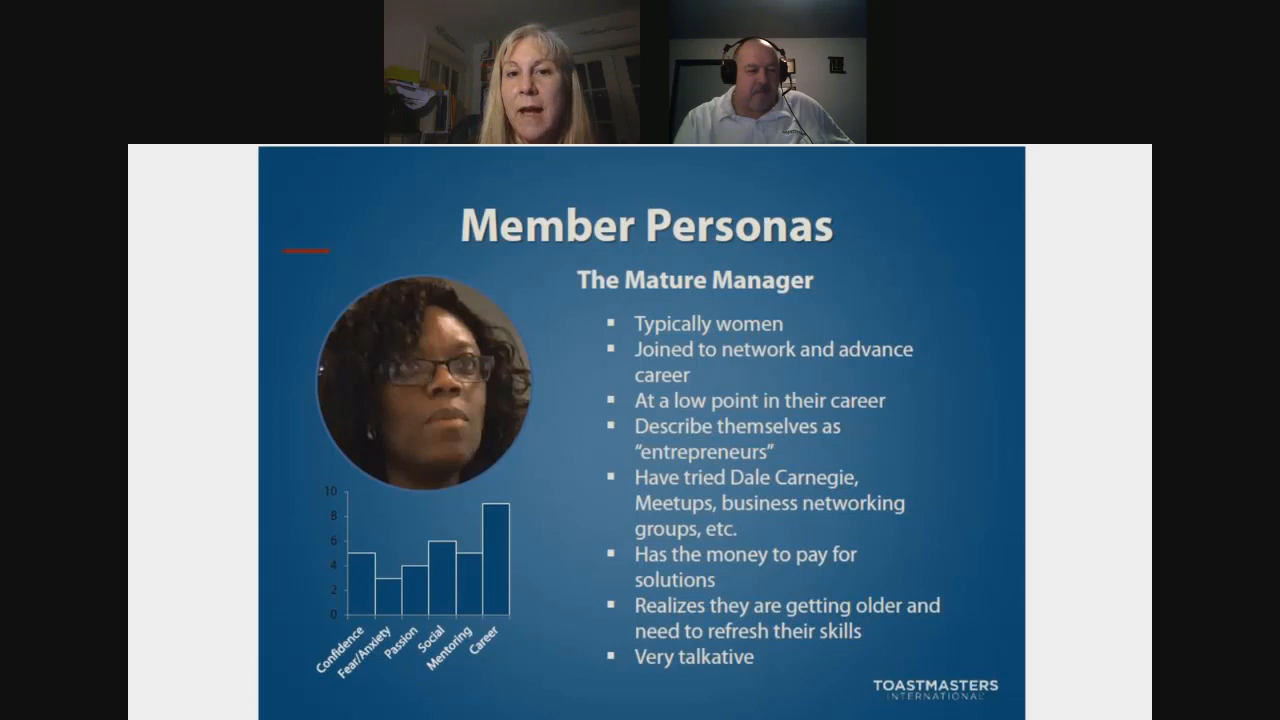 Member Personas
The Mature Manager
Typically women
Joined to network and advance
career
At a low point in their career
Describe themselves as
“entrepreneurs”
Have tried Dale Carnegie,
Meetups, business networking
groups, etc.
Has the money to pay for
solutions
Realizes they are getting older and
need to refresh their skills
Very talkative
10
8
6
4
2
0
Confidence
Fear/Anxiety
Passion
Social
Mentoring
Career
TOASTMASTERS
INTERNATIONAL